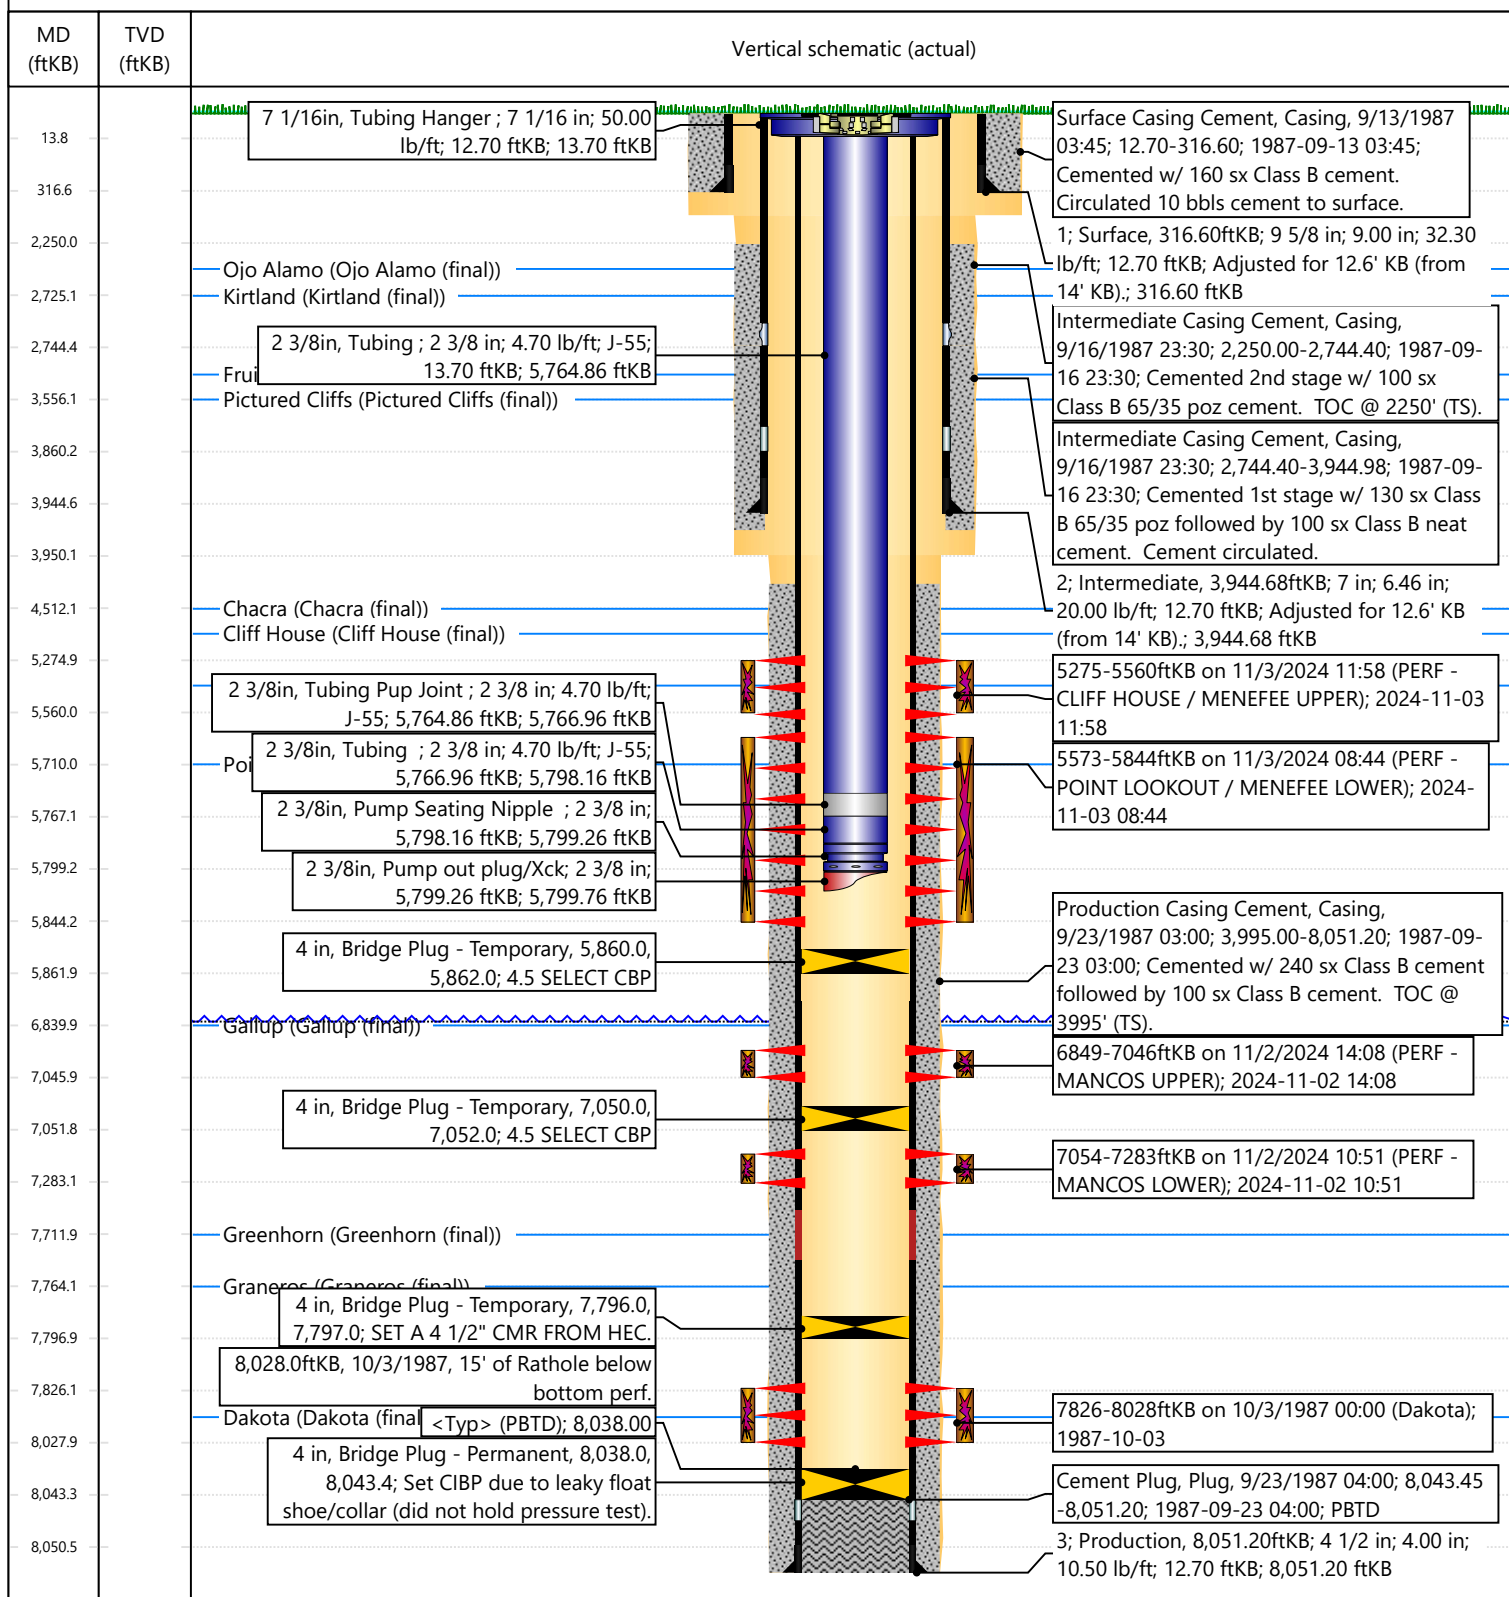 MD
(ftKB)
TVD
(ftKB)
Vertical schematic (actual)
13.8
316.6
2,250.0
2,725.1
2,744.4
3,556.1
3,860.2
3,944.6
3,950.1
4,512.1
5,274.9
5,560.0
5,710.0
5,767.1
5,799.2
5,844.2
5,861.9
6,839.9
7,045.9
7,051.8
7,283.1
7,711.9
7,764.1
7,796.9
7,826.1
8,027.9
8,043.3
8,050.5
7 1/16in, Tubing Hanger ; 7 1/16 in; 50.00
lb/ft; 12.70 ftKB; 13.70 ftKB
Ojo Alamo (Ojo Alamo (final))
Kirtland (Kirtland (final))
2 3/8in, Tubing ; 2 3/8 in; 4.70 lb/ft; J-55;
13.70 ftKB; 5,764.86 ftKB
Frui
Pictured Cliffs (Pictured Cliffs (final))
Chacra (Chacra (final))
Cliff House (Cliff House (final))
2 3/8in, Tubing Pup Joint ; 2 3/8 in; 4.70 lb/ft;
J-55; 5,764.86 ftKB; 5,766.96 ftKB
2 3/8in, Tubing  ; 2 3/8 in; 4.70 lb/ft; J-55;
5,766.96 ftKB; 5,798.16 ftKB
Poi
2 3/8in, Pump Seating Nipple  ; 2 3/8 in;
5,798.16 ftKB; 5,799.26 ftKB
2 3/8in, Pump out plug/Xck; 2 3/8 in;
5,799.26 ftKB; 5,799.76 ftKB
4 in, Bridge Plug - Temporary, 5,860.0,
5,862.0; 4.5 SELECT CBP
Gallup (Gallup (final))
4 in, Bridge Plug - Temporary, 7,050.0,
7,052.0; 4.5 SELECT CBP
Greenhorn (Greenhorn (final))
Graneros (Graneros (final))
4 in, Bridge Plug - Temporary, 7,796.0,
7,797.0; SET A 4 1/2" CMR FROM HEC.
8,028.0ftKB, 10/3/1987, 15' of Rathole below
bottom perf.
Dakota (Dakota (final
<Typ> (PBTD); 8,038.00
4 in, Bridge Plug - Permanent, 8,038.0,
8,043.4; Set CIBP due to leaky float
shoe/collar (did not hold pressure test).
Surface Casing Cement, Casing, 9/13/1987
03:45; 12.70-316.60; 1987-09-13 03:45;
Cemented w/ 160 sx Class B cement.
Circulated 10 bbls cement to surface.
1; Surface, 316.60ftKB; 9 5/8 in; 9.00 in; 32.30
lb/ft; 12.70 ftKB; Adjusted for 12.6' KB (from
14' KB).; 316.60 ftKB
Intermediate Casing Cement, Casing,
9/16/1987 23:30; 2,250.00-2,744.40; 1987-09-
16 23:30; Cemented 2nd stage w/ 100 sx
Class B 65/35 poz cement.  TOC @ 2250' (TS).
Intermediate Casing Cement, Casing,
9/16/1987 23:30; 2,744.40-3,944.98; 1987-09-
16 23:30; Cemented 1st stage w/ 130 sx Class
B 65/35 poz followed by 100 sx Class B neat
cement.  Cement circulated.
2; Intermediate, 3,944.68ftKB; 7 in; 6.46 in;
20.00 lb/ft; 12.70 ftKB; Adjusted for 12.6' KB
(from 14' KB).; 3,944.68 ftKB
5275-5560ftKB on 11/3/2024 11:58 (PERF -
CLIFF HOUSE / MENEFEE UPPER); 2024-11-03
11:58
5573-5844ftKB on 11/3/2024 08:44 (PERF -
POINT LOOKOUT / MENEFEE LOWER); 2024-
11-03 08:44
Production Casing Cement, Casing,
9/23/1987 03:00; 3,995.00-8,051.20; 1987-09-
23 03:00; Cemented w/ 240 sx Class B cement
followed by 100 sx Class B cement.  TOC @
3995' (TS).
6849-7046ftKB on 11/2/2024 14:08 (PERF -
MANCOS UPPER); 2024-11-02 14:08
7054-7283ftKB on 11/2/2024 10:51 (PERF -
MANCOS LOWER); 2024-11-02 10:51
7826-8028ftKB on 10/3/1987 00:00 (Dakota);
1987-10-03
Cement Plug, Plug, 9/23/1987 04:00; 8,043.45
-8,051.20; 1987-09-23 04:00; PBTD
3; Production, 8,051.20ftKB; 4 1/2 in; 4.00 in;
10.50 lb/ft; 12.70 ftKB; 8,051.20 ftKB